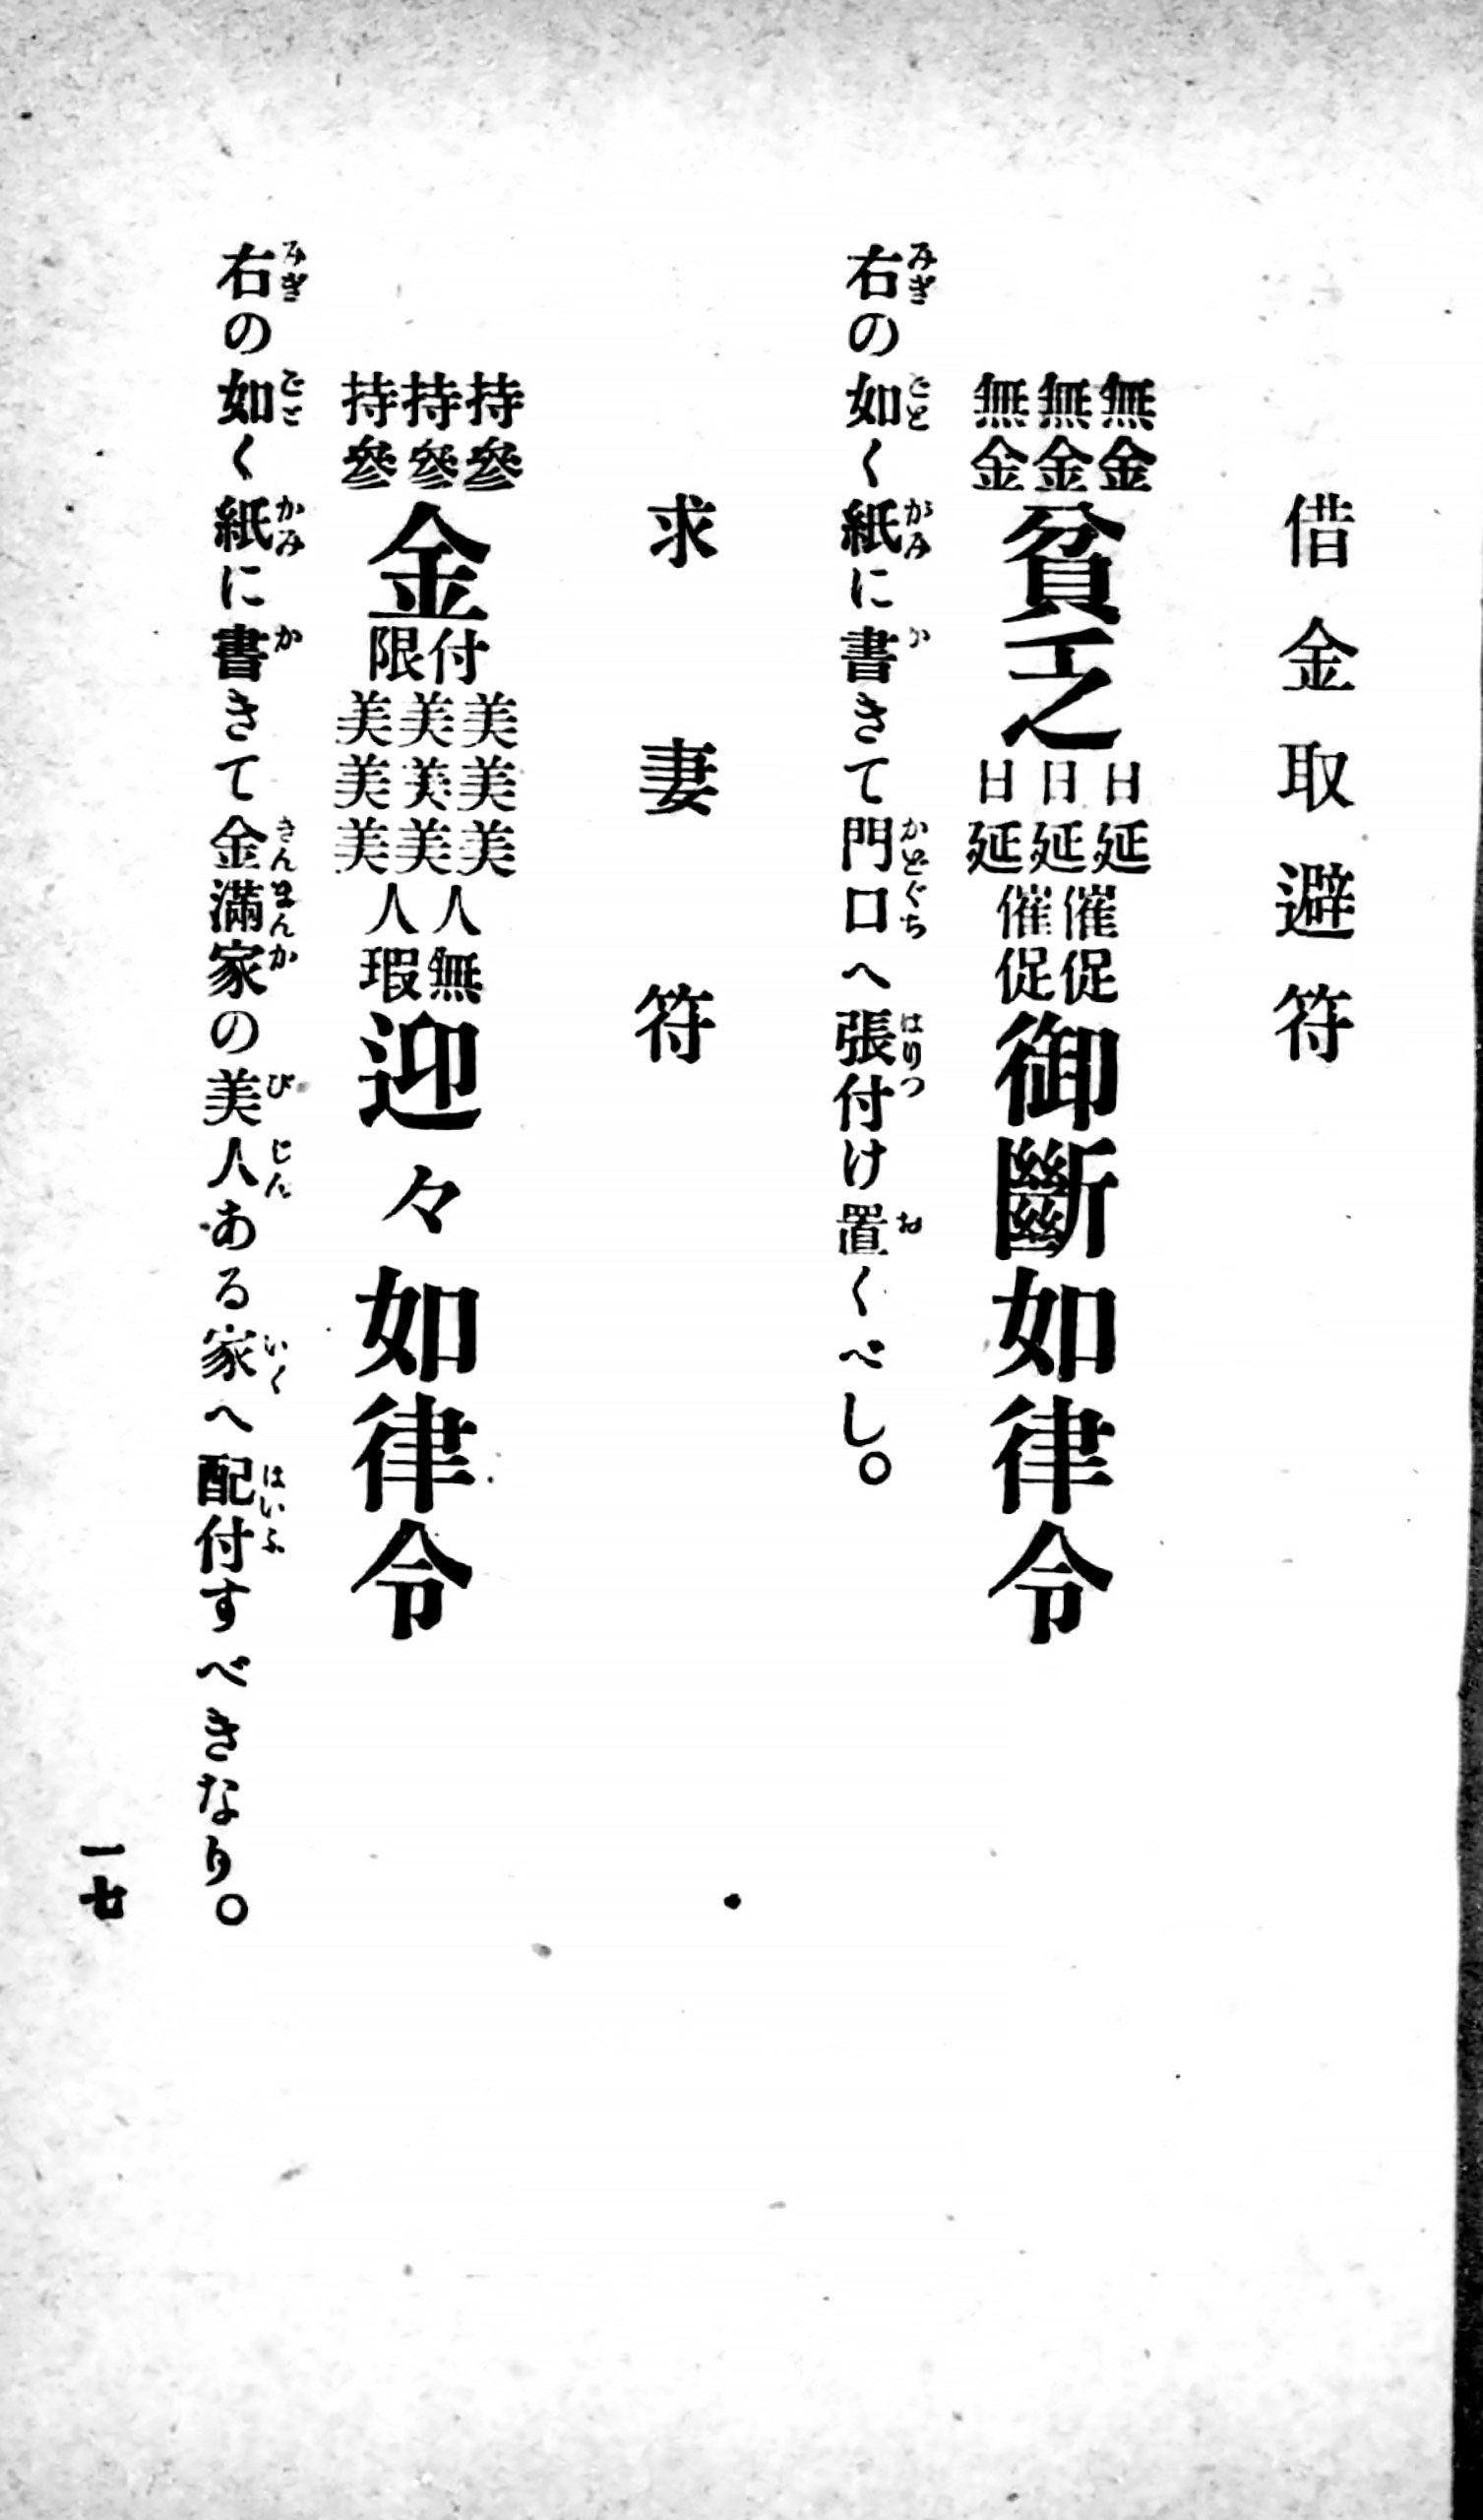 借金取避符
無無無
金金金
貧乏
日日日
延延延
催催
促促
御斷如律令
右の如く紙に書きて門口へ張付け置くべし。
求妻符
持持持
參參參
金
付限
美美美
美美美
美美美
人人
無瑕
迎々如律令
右の如く紙に書きて金滿家の美人ある家へ配付すべきなり。
一七